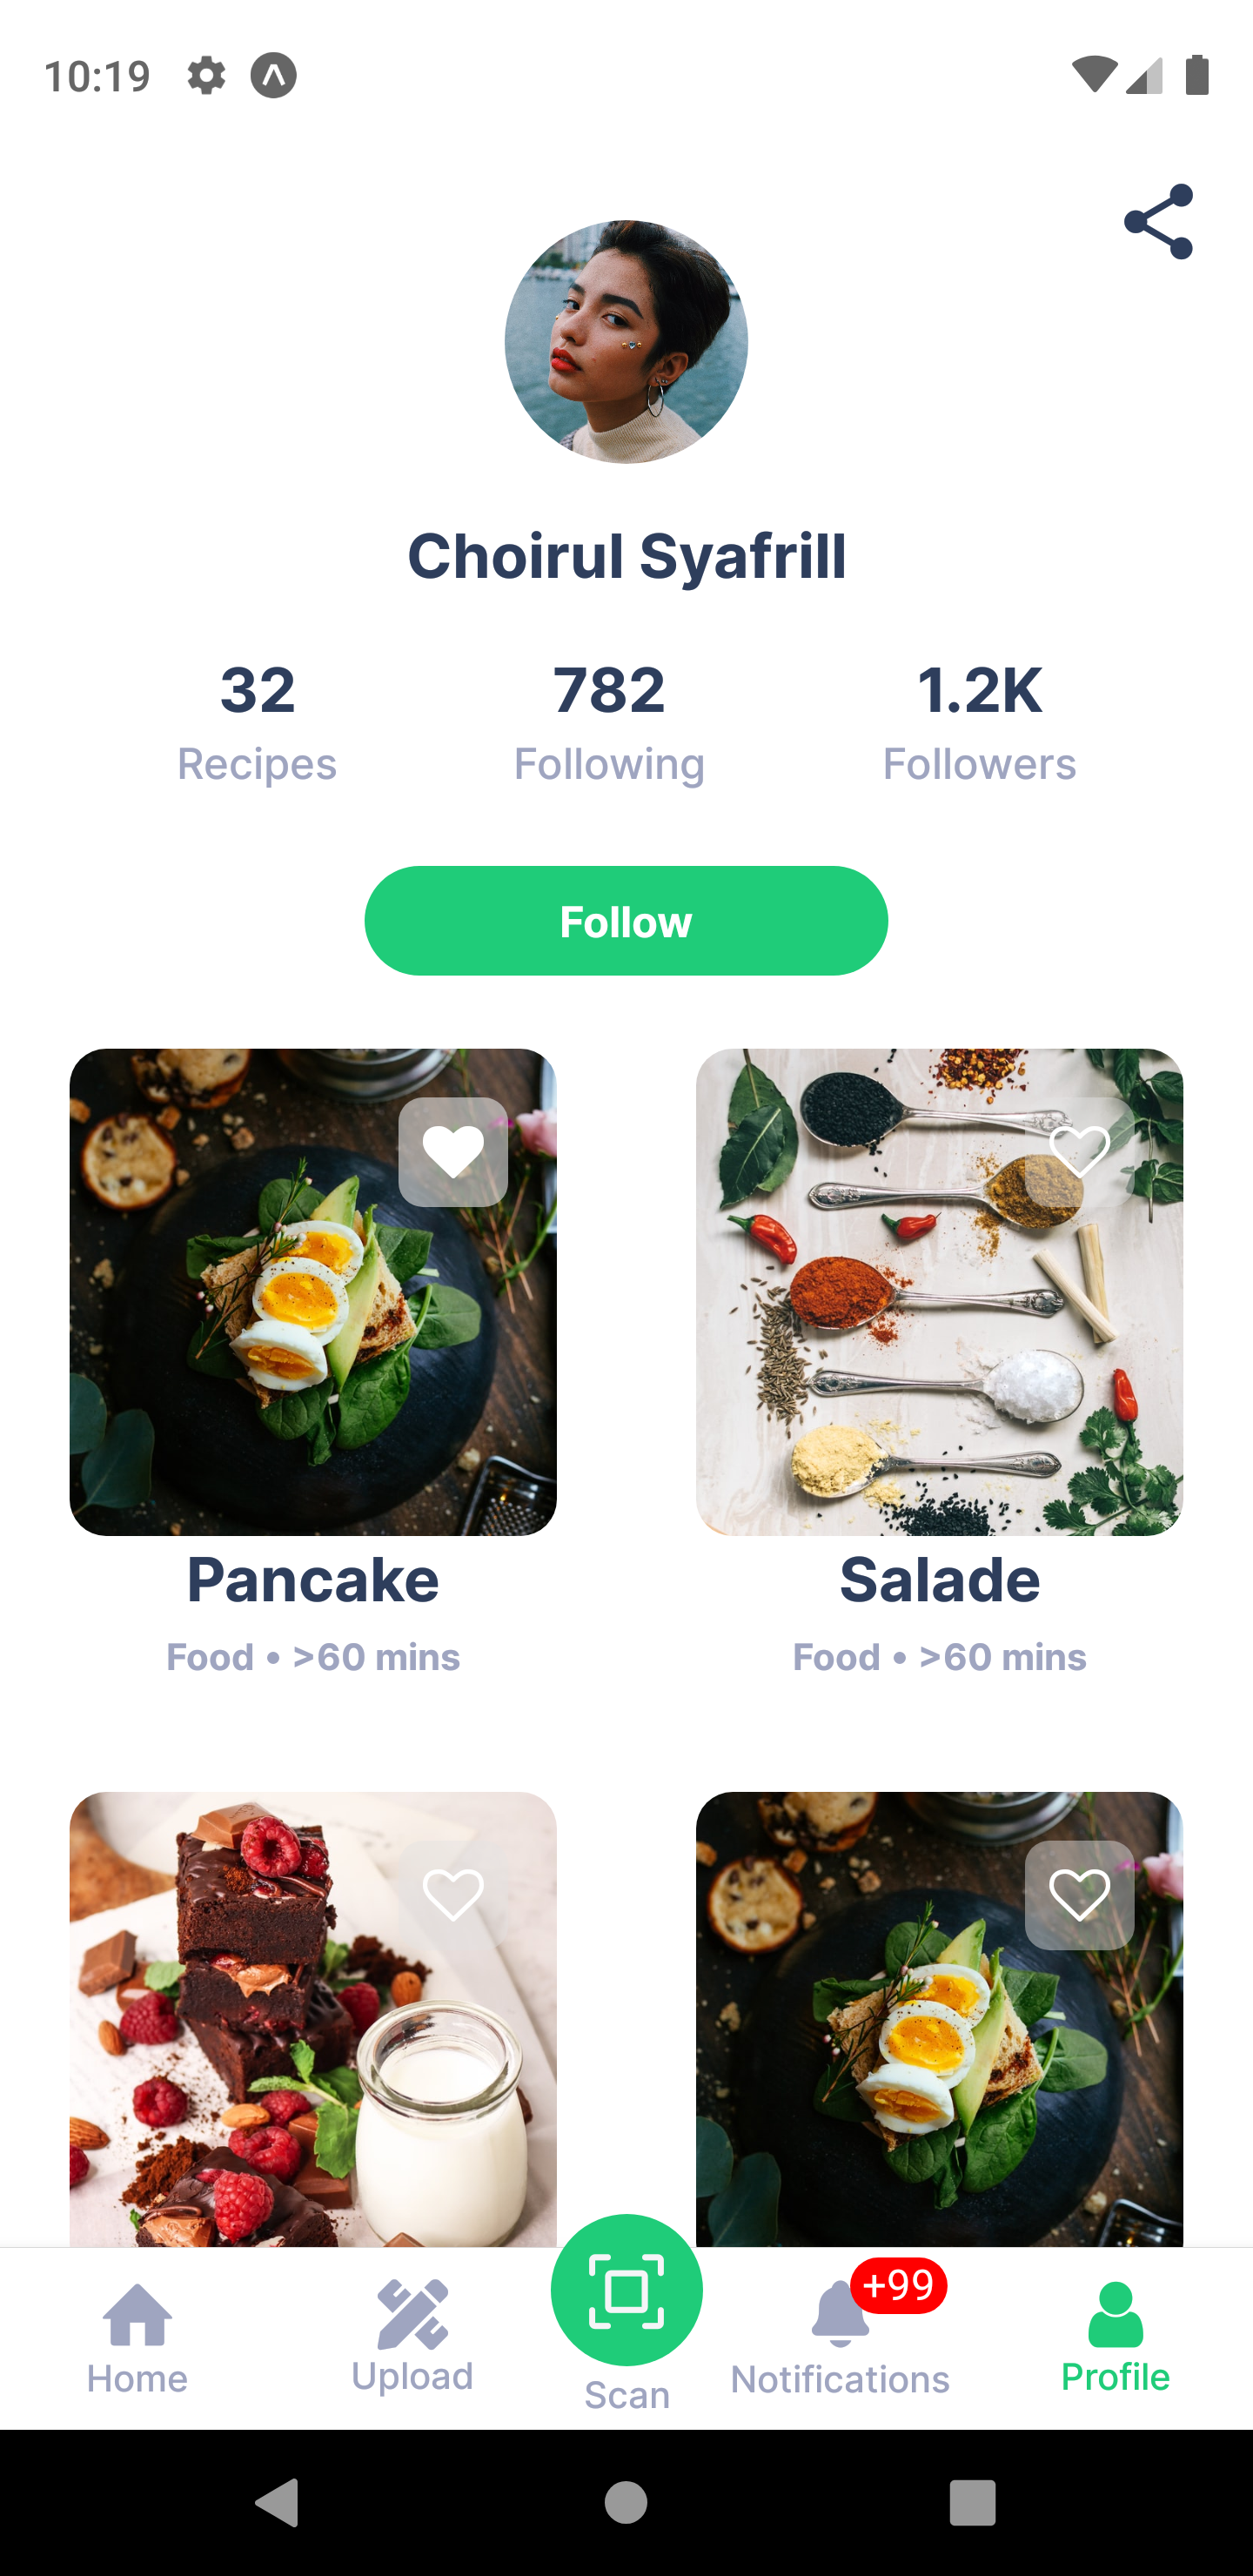 10:19
Choirul Syafrill
32 782 1.2K
Recipes Following Followers
Follow
Pancake Salade
Food • >60 mins Food • >60 mins
+99
Home Upload Scan Notifications Profile